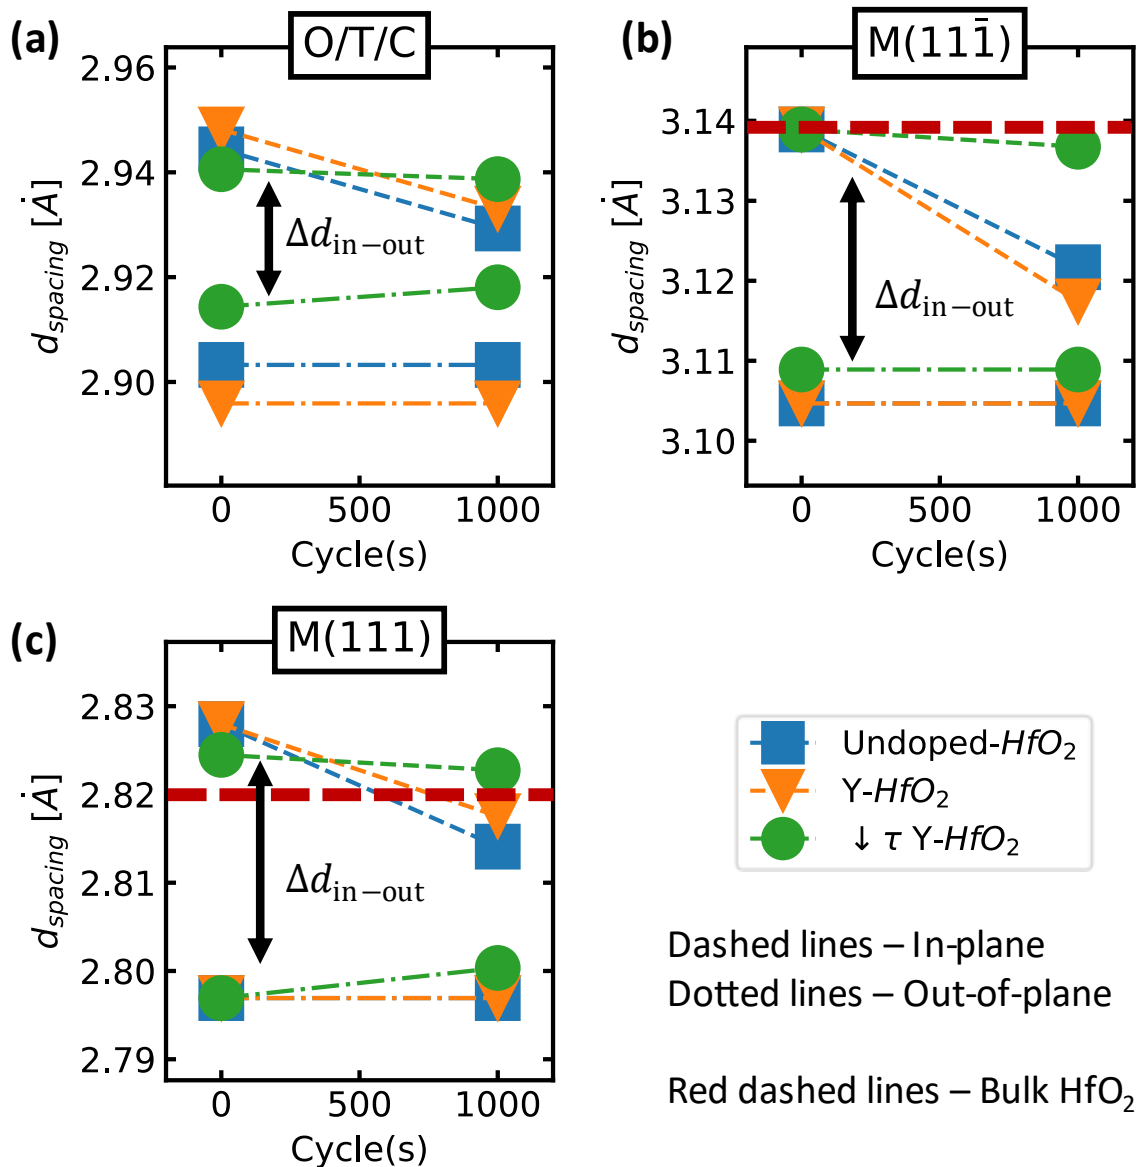 (a)
O/T/C
2.96
2.94
2.92
2.90
d_spacing [Ȧ]
Δd_in−out
0 500 1000
Cycle(s)
(b)
M(111̄)
3.14
3.13
3.12
3.11
3.10
d_spacing [Ȧ]
Δd_in−out
0 500 1000
Cycle(s)
(c)
M(111)
2.83
2.82
2.81
2.80
2.79
d_spacing [Ȧ]
Δd_in−out
0 500 1000
Cycle(s)
Undoped-HfO₂
Y-HfO₂
↓ τ Y-HfO₂
Dashed lines – In-plane
Dotted lines – Out-of-plane
Red dashed lines – Bulk HfO₂